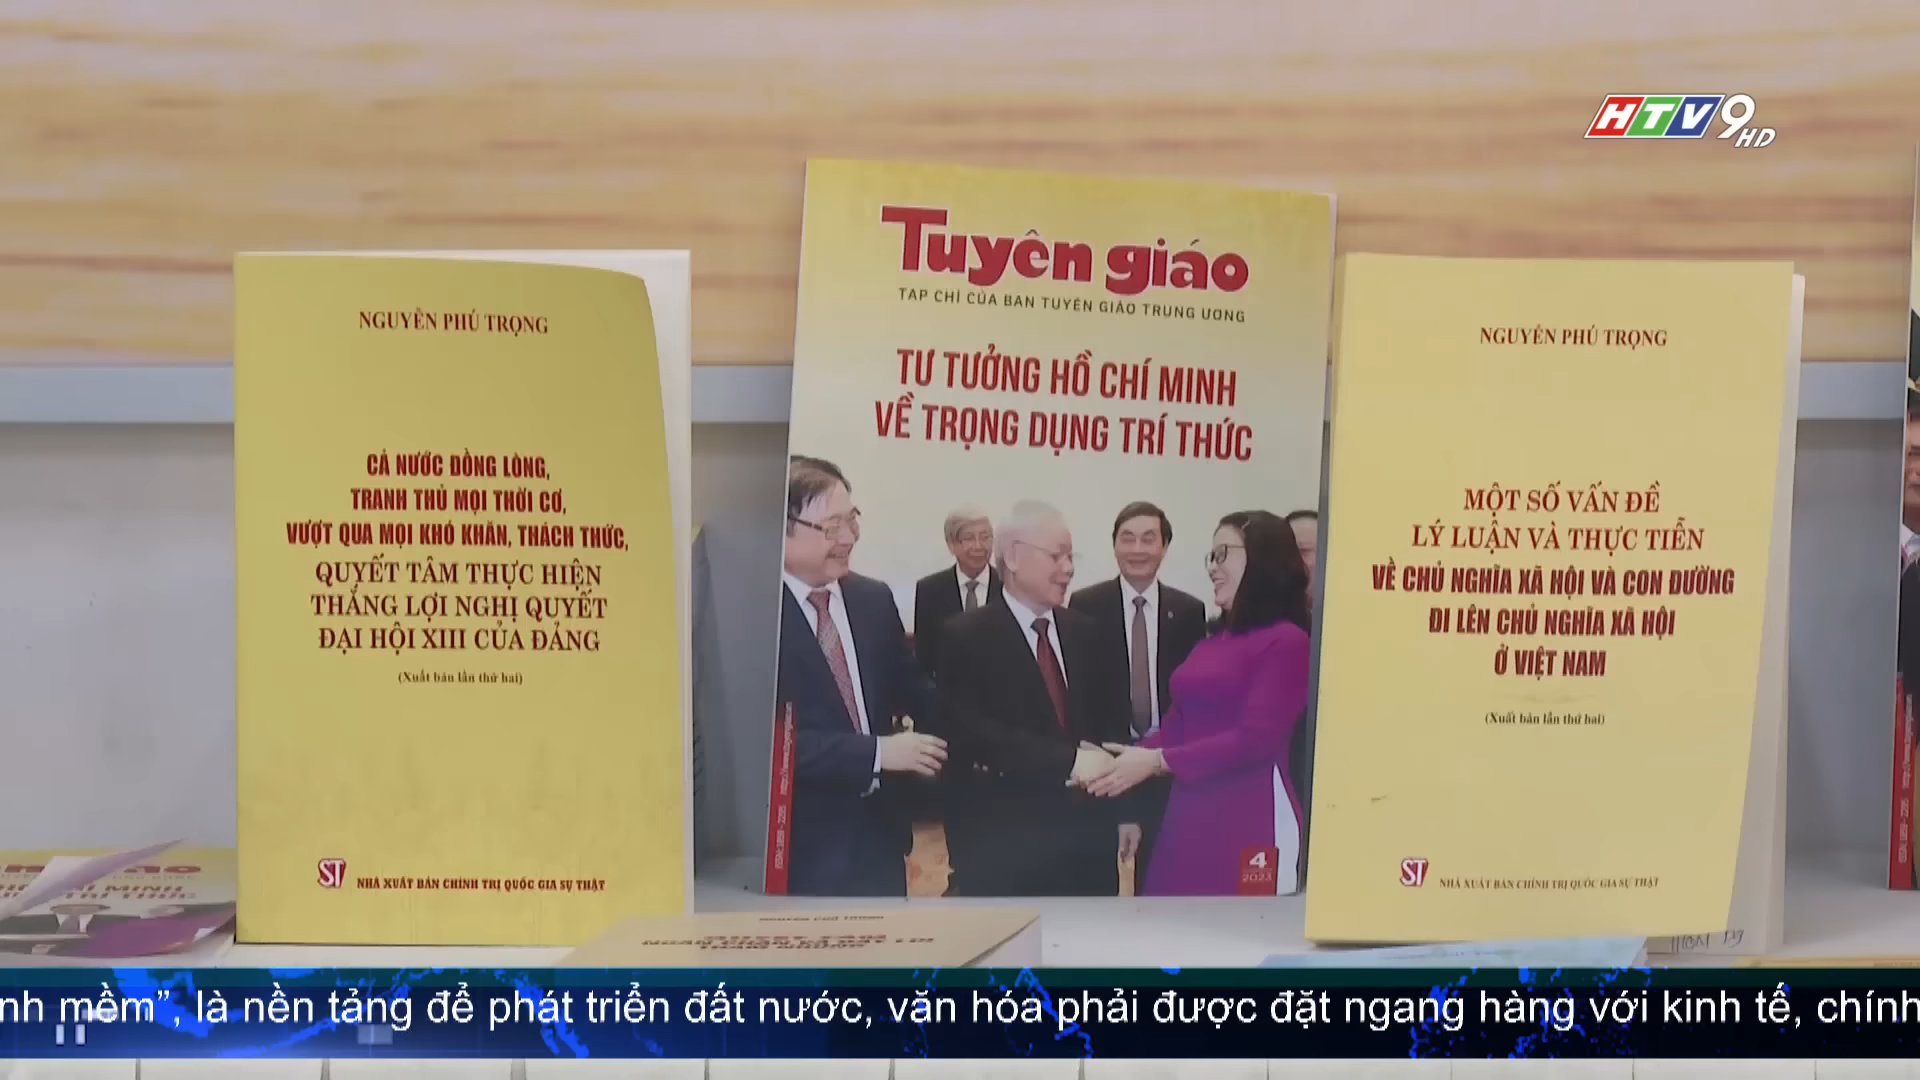 HTV9
HD
NGUYỄN PHÚ TRỌNG
CẢ NƯỚC ĐỒNG LÒNG,
TRANH THỦ MỌI THỜI CƠ,
VƯỢT QUA MỌI KHÓ KHĂN, THÁCH THỨC,
QUYẾT TÂM THỰC HIỆN
THẮNG LỢI NGHỊ QUYẾT
ĐẠI HỘI XIII CỦA ĐẢNG
(Xuất bản lần thứ hai)
ST NHÀ XUẤT BẢN CHÍNH TRỊ QUỐC GIA SỰ THẬT
Tuyên giáo
TẠP CHÍ CỦA BAN TUYÊN GIÁO TRUNG ƯƠNG
TƯ TƯỞNG HỒ CHÍ MINH
VỀ TRỌNG DỤNG TRÍ THỨC
4
2023
NGUYỄN PHÚ TRỌNG
MỘT SỐ VẤN ĐỀ
LÝ LUẬN VÀ THỰC TIỄN
VỀ CHỦ NGHĨA XÃ HỘI VÀ CON ĐƯỜNG
ĐI LÊN CHỦ NGHĨA XÃ HỘI
Ở VIỆT NAM
(Xuất bản lần thứ hai)
ST NHÀ XUẤT BẢN CHÍNH TRỊ QUỐC GIA SỰ THẬT
nh mềm”, là nền tảng để phát triển đất nước, văn hóa phải được đặt ngang hàng với kinh tế, chính